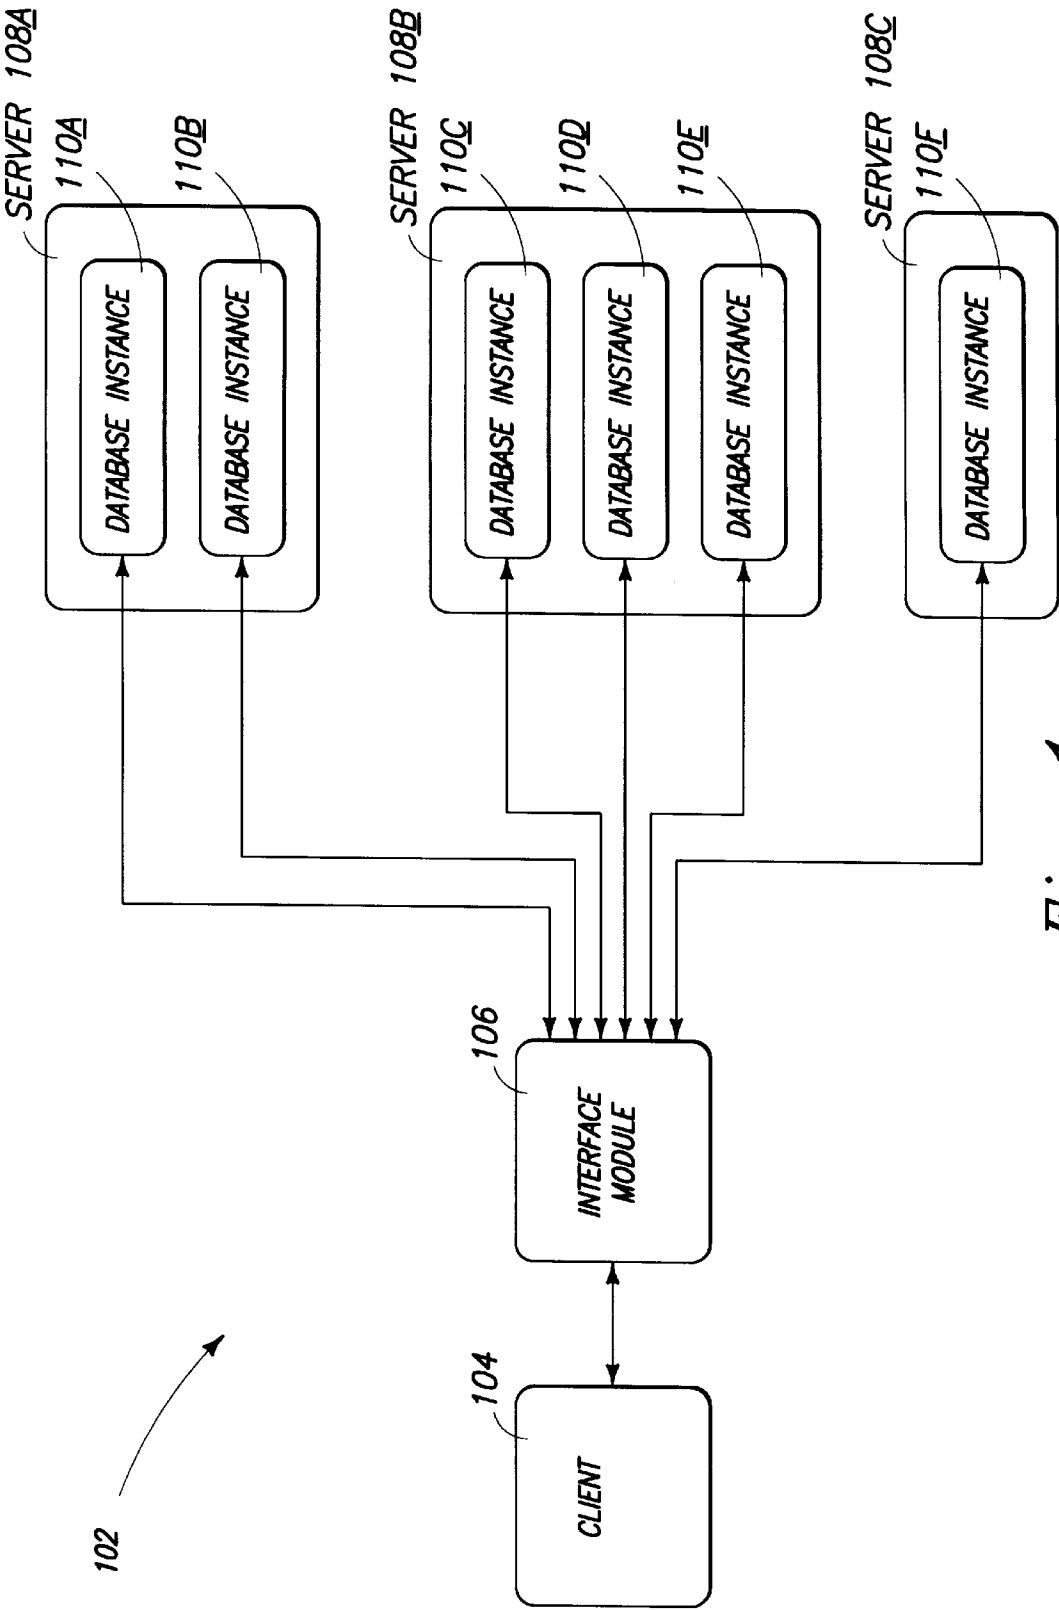 102
CLIENT
104
INTERFACE
MODULE
106
SERVER 108A
DATABASE INSTANCE
110A
DATABASE INSTANCE
110B
SERVER 108B
DATABASE INSTANCE
110C
DATABASE INSTANCE
110D
DATABASE INSTANCE
110E
SERVER 108C
DATABASE INSTANCE
110F